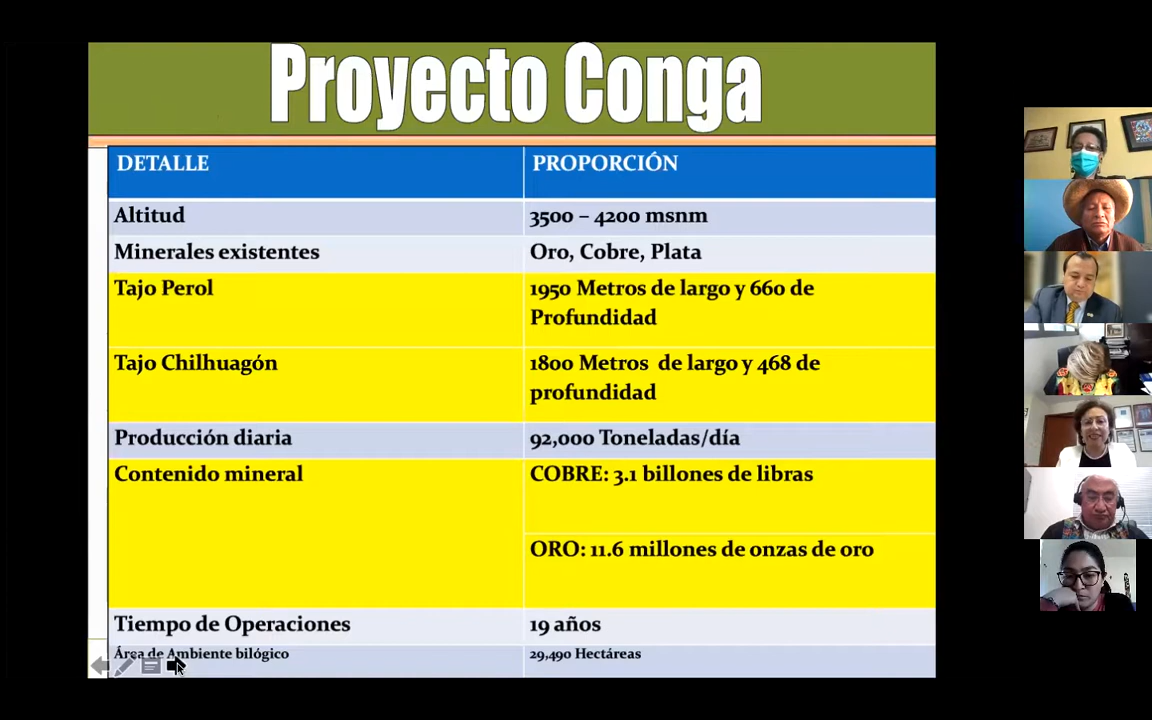 Proyecto Conga
DETALLE PROPORCIÓN
Altitud 3500 – 4200 msnm
Minerales existentes Oro, Cobre, Plata
Tajo Perol 1950 Metros de largo y 660 de
Profundidad
Tajo Chilhuagón 1800 Metros de largo y 468 de
profundidad
Producción diaria 92,000 Toneladas/día
Contenido mineral COBRE: 3.1 billones de libras
ORO: 11.6 millones de onzas de oro
Tiempo de Operaciones 19 años
Área de Ambiente bilógico 29,490 Hectáreas